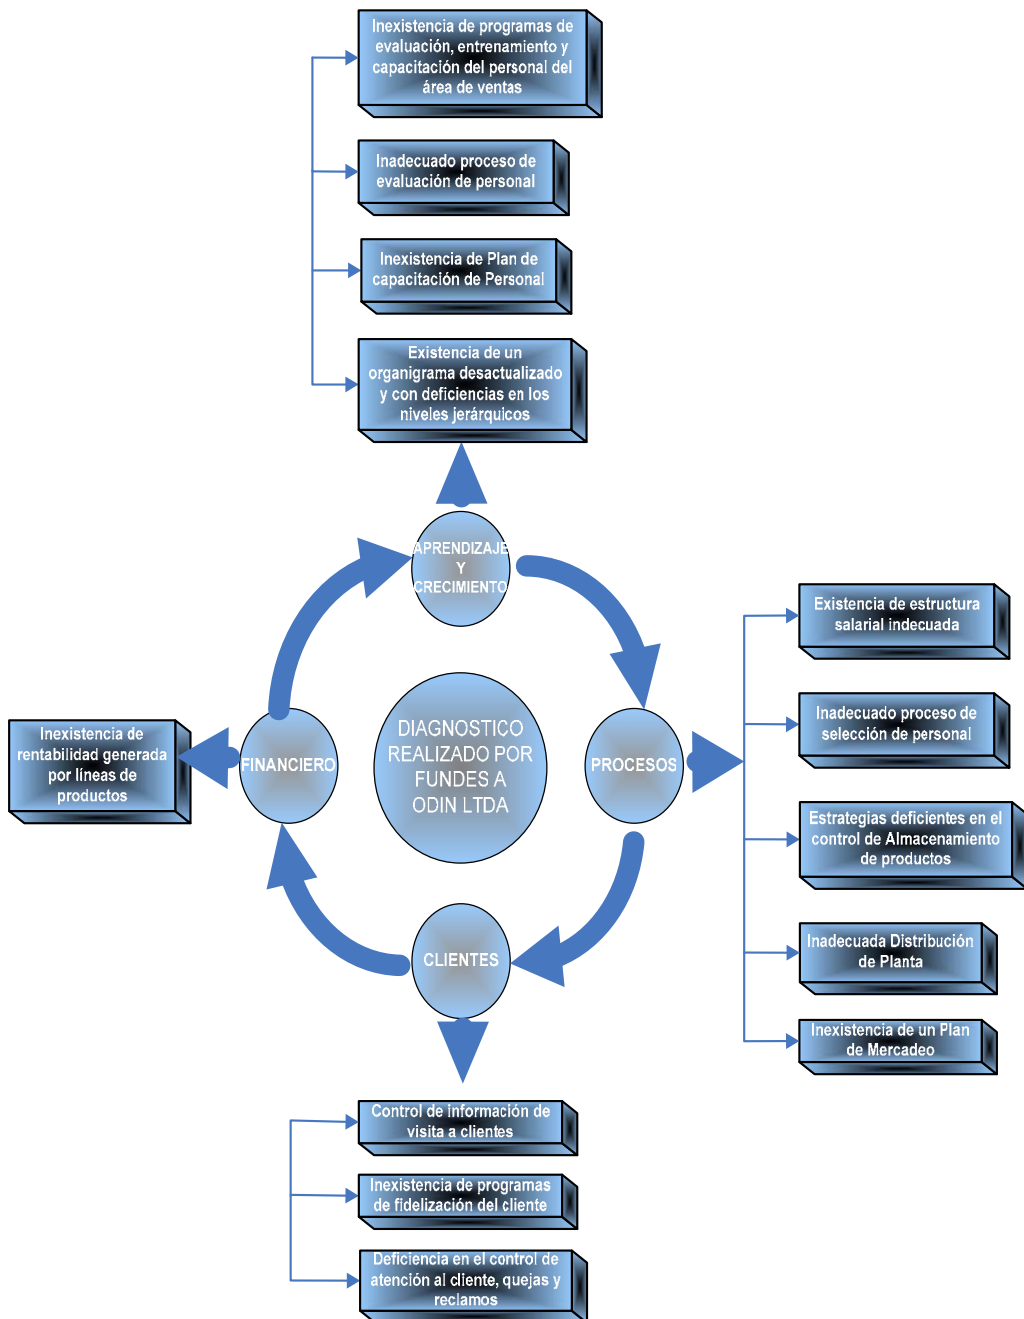 Inexistencia de programas de
evaluación, entrenamiento y
capacitación del personal del
área de ventas
Inadecuado proceso de
evaluación de personal
Inexistencia de Plan de
capacitación de Personal
Existencia de un
organigrama desactualizado
y con deficiencias en los
niveles jerárquicos
APRENDIZAJE
Y
CRECIMIENTO
Existencia de estructura
salarial indecuada
Inadecuado proceso de
selección de personal
Estrategias deficientes en el
control de Almacenamiento
de productos
Inadecuada Distribución
de Planta
Inexistencia de un Plan
de Mercadeo
PROCESOS
DIAGNOSTICO
REALIZADO POR
FUNDES A
ODIN LTDA
FINANCIERO
Inexistencia de
rentabilidad generada
por líneas de
productos
CLIENTES
Control de información de
visita a clientes
Inexistencia de programas
de fidelización del cliente
Deficiencia en el control de
atención al cliente, quejas y
reclamos